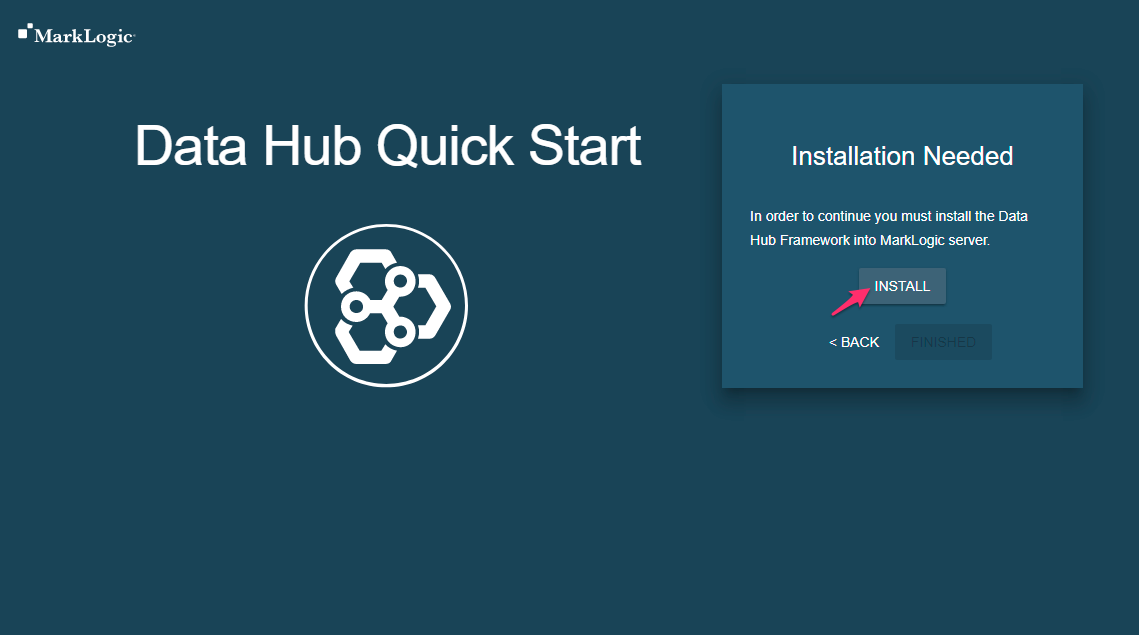 MarkLogic
Data Hub Quick Start
Installation Needed
In order to continue you must install the Data
Hub Framework into MarkLogic server.
INSTALL
< BACK
FINISHED